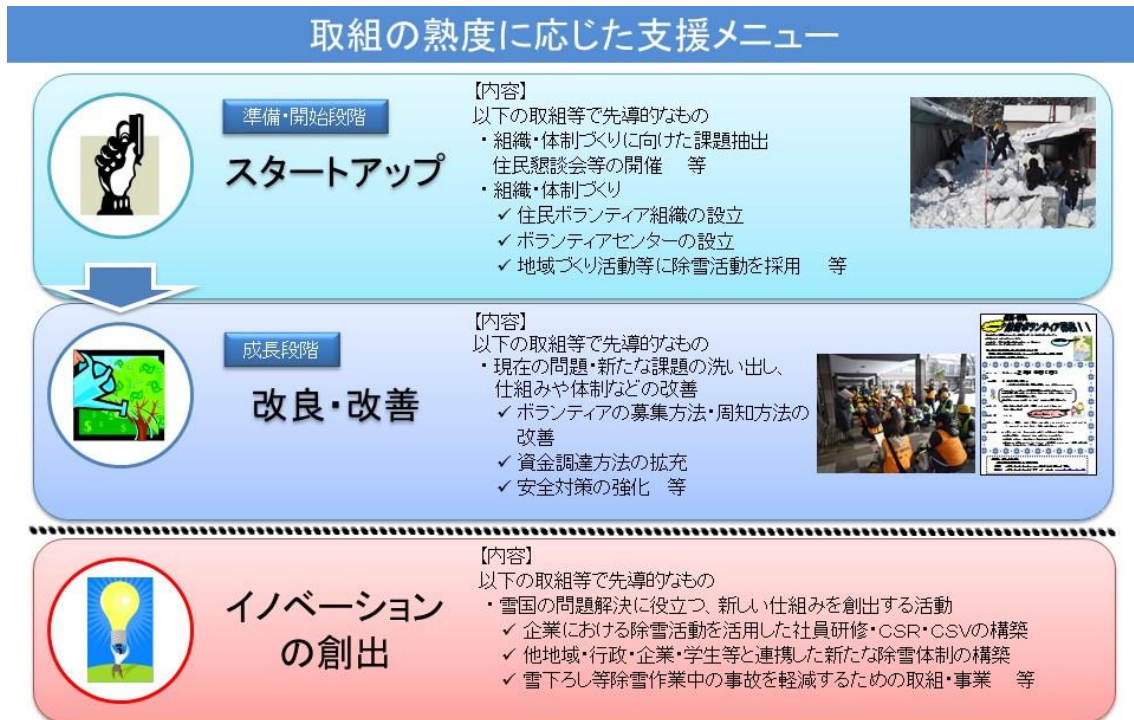 取組の熟度に応じた支援メニュー
準備・開始段階
スタートアップ
【内容】
以下の取組等で先導的なもの
・組織・体制づくりに向けた課題抽出
住民懇談会等の開催　等
・組織・体制づくり
✓ 住民ボランティア組織の設立
✓ ボランティアセンターの設立
✓ 地域づくり活動等に除雪活動を採用　等
成長段階
改良・改善
【内容】
以下の取組等で先導的なもの
・現在の問題・新たな課題の洗い出し、
仕組みや体制などの改善
✓ ボランティアの募集方法・周知方法の
改善
✓ 資金調達方法の拡充
✓ 安全対策の強化　等
イノベーション
の創出
【内容】
以下の取組等で先導的なもの
・雪国の問題解決に役立つ、新しい仕組みを創出する活動
✓ 企業における除雪活動を活用した社員研修・CSR・CSVの構築
✓ 他地域・行政・企業・学生等と連携した新たな除雪体制の構築
✓ 雪下ろし等除雪作業中の事故を軽減するための取組・事業　等